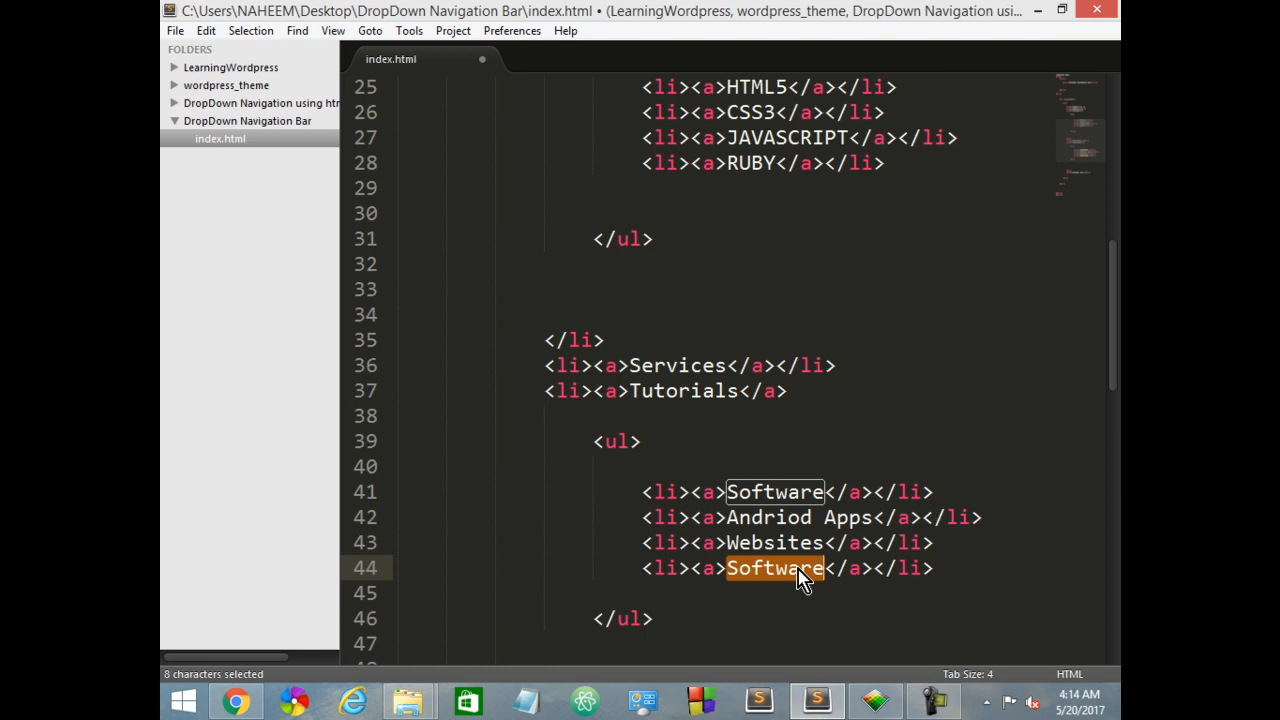 C:\Users\NAHEEM\Desktop\DropDown Navigation Bar\index.html • (LearningWordpress, wordpress_theme, DropDown Navigation usi...
File Edit Selection Find View Goto Tools Project Preferences Help
FOLDERS
LearningWordpress
wordpress_theme
DropDown Navigation using htm
DropDown Navigation Bar
index.html
index.html
25 <li><a>HTML5</a></li>
26 <li><a>CSS3</a></li>
27 <li><a>JAVASCRIPT</a></li>
28 <li><a>RUBY</a></li>
29
30
31 </ul>
32
33
34
35 </li>
36 <li><a>Services</a></li>
37 <li><a>Tutorials</a>
38
39 <ul>
40
41 <li><a>Software</a></li>
42 <li><a>Andriod Apps</a></li>
43 <li><a>Websites</a></li>
44 <li><a>Software</a></li>
45
46 </ul>
47
8 characters selected
Tab Size: 4
HTML
4:14 AM
5/20/2017